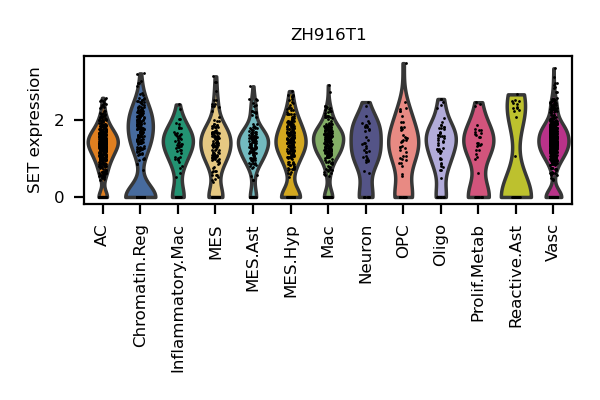 ZH916T1
SET expression
2
0
AC
Chromatin.Reg
Inflammatory.Mac
MES
MES.Ast
MES.Hyp
Mac
Neuron
OPC
Oligo
Prolif.Metab
Reactive.Ast
Vasc